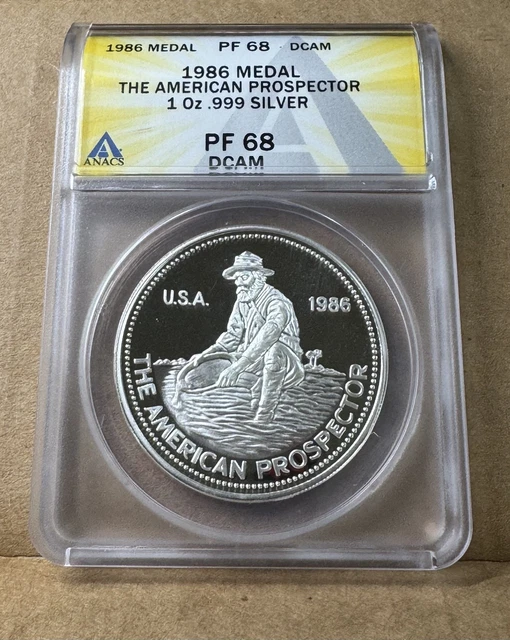 1986 MEDAL PF 68 DCAM
1986 MEDAL
THE AMERICAN PROSPECTOR
1 Oz .999 SILVER
PF 68
DCAM
ANACS
U.S.A. 1986
THE AMERICAN PROSPECTOR